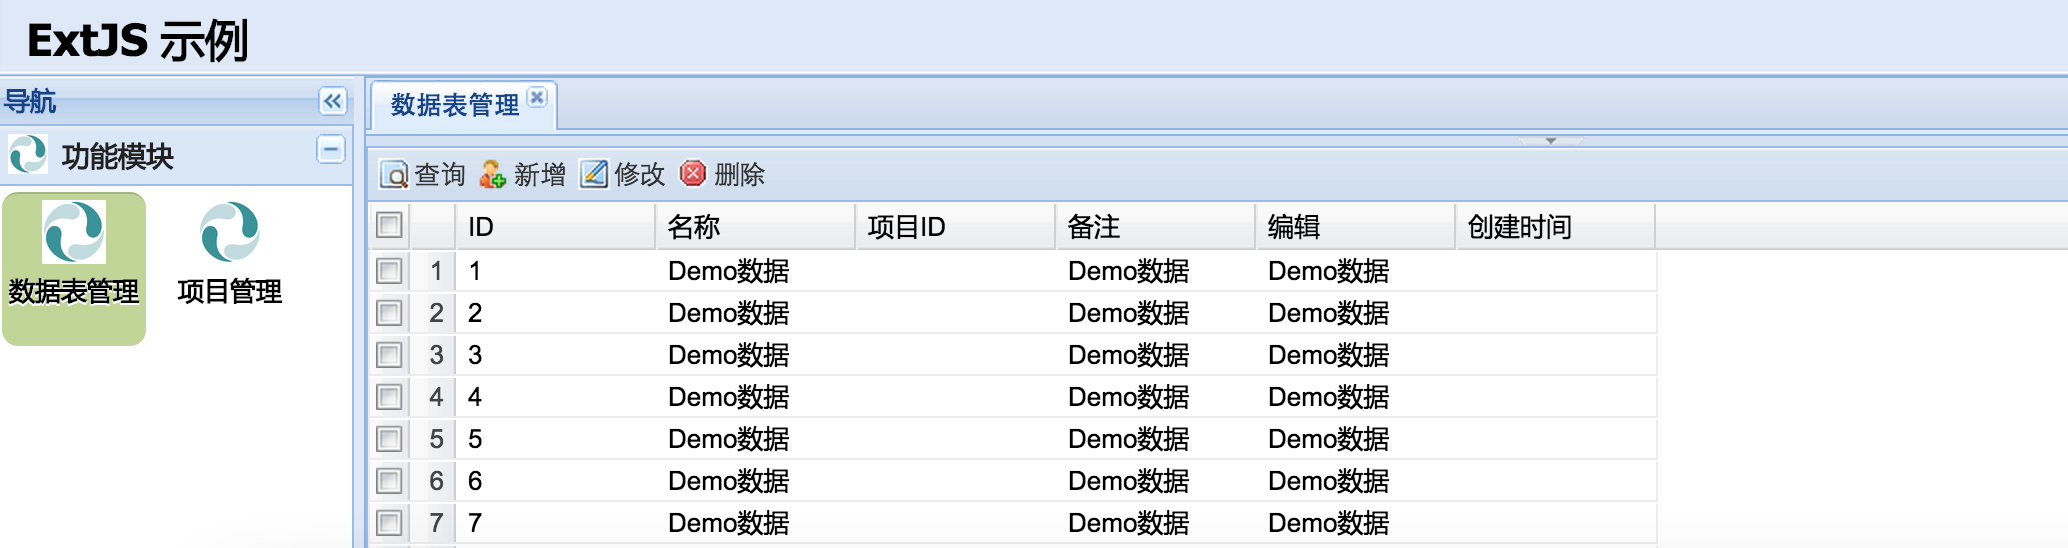 ExtJS 示例
导航
数据表管理
功能模块
查询 新增 修改 删除
数据表管理 项目管理
ID 名称 项目ID 备注 编辑 创建时间
1 1 Demo数据 Demo数据 Demo数据
2 2 Demo数据 Demo数据 Demo数据
3 3 Demo数据 Demo数据 Demo数据
4 4 Demo数据 Demo数据 Demo数据
5 5 Demo数据 Demo数据 Demo数据
6 6 Demo数据 Demo数据 Demo数据
7 7 Demo数据 Demo数据 Demo数据